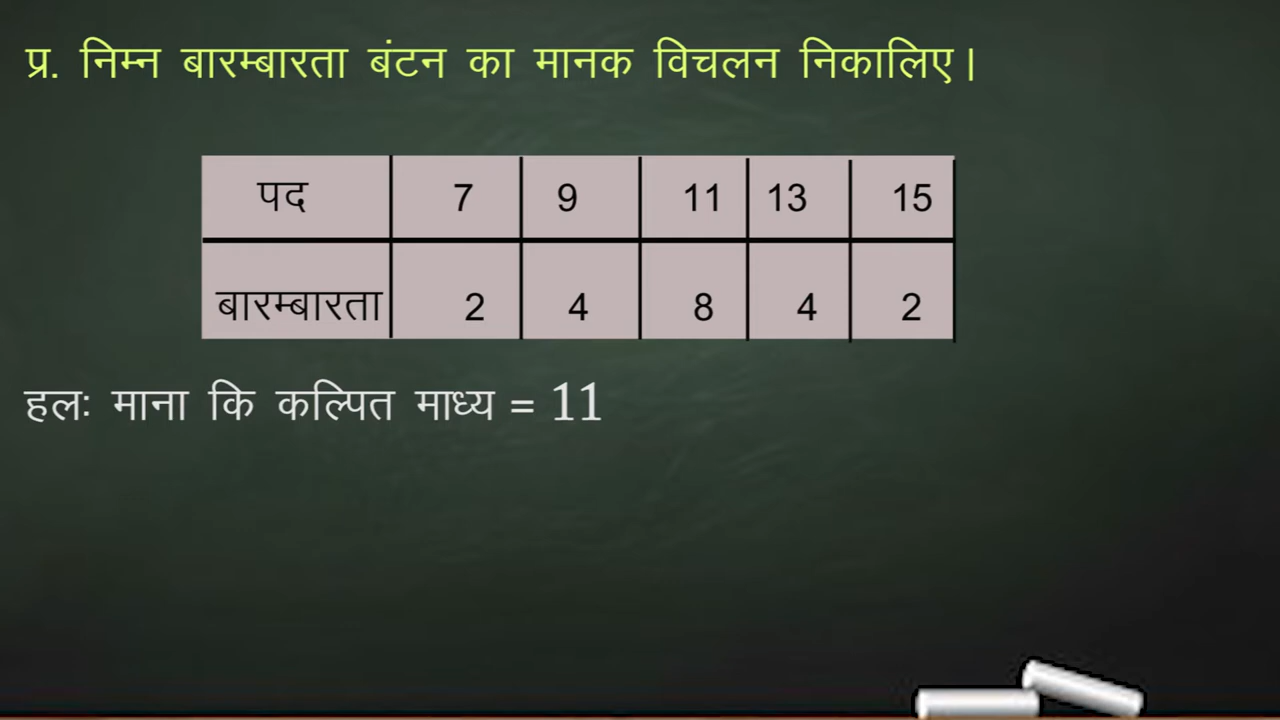 प्र. निम्न बारम्बारता बंटन का मानक विचलन निकालिए।
पद 7 9 11 13 15
बारम्बारता 2 4 8 4 2
हलः माना कि कल्पित माध्य = 11